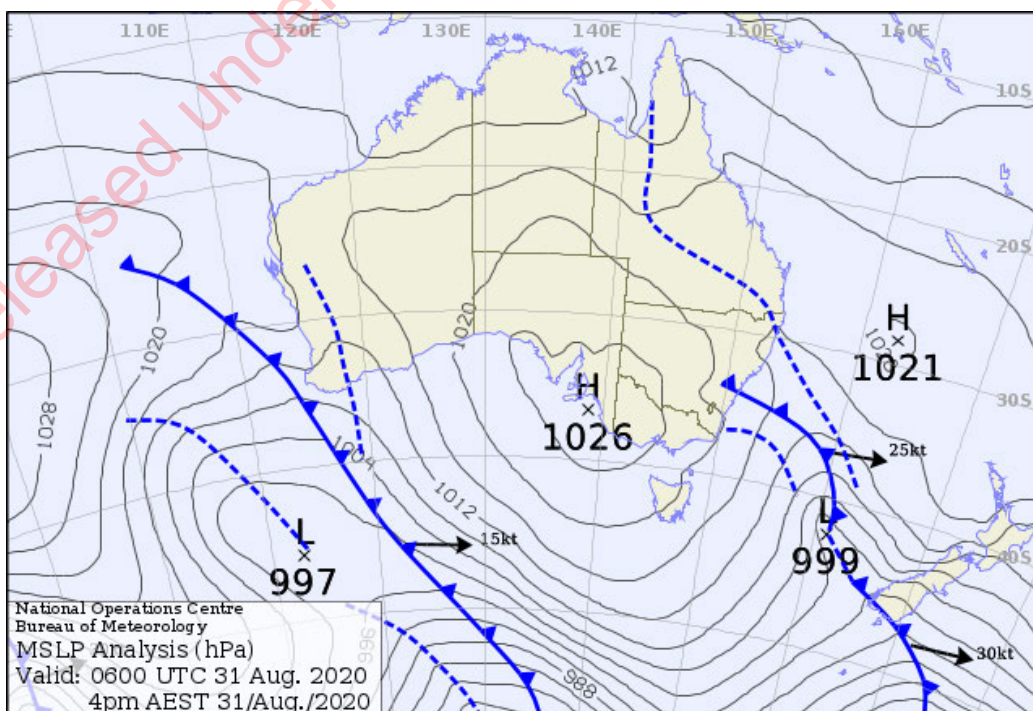 110E 120E 130E 140E 150E 160E
1012
10S
20S
H
1021
1020
1020
H
1026
30S
1028
25kt
1004
1012
L
997
15kt
L
999
40S
30kt
996
988
National Operations Centre
Bureau of Meteorology
MSLP Analysis (hPa)
Valid: 0600 UTC 31 Aug. 2020
4pm AEST 31/Aug./2020
eleased unde